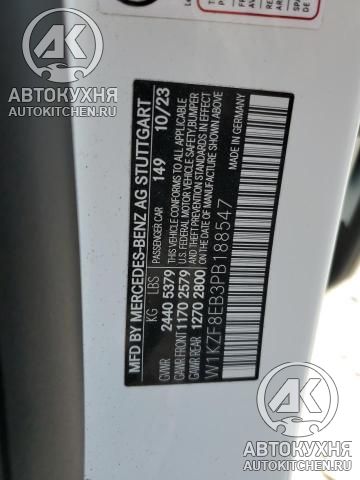 AK
АВТОКУХНЯ
AUTOKITCHEN.RU
MFD BY MERCEDES-BENZ AG STUTTGART
PASSENGER CAR 149 10/23
KG LBS
GVWR 2440 5379
GAWR FRONT 1170 2579
GAWR REAR 1270 2800
THIS VEHICLE CONFORMS TO ALL APPLICABLE
U.S. FEDERAL MOTOR VEHICLE SAFETY, BUMPER
AND THEFT PREVENTION STANDARDS IN EFFECT
ON THE DATE OF MANUFACTURE SHOWN ABOVE
MADE IN GERMANY
W1KZF8EB3PB188547
AK
АВТОКУХНЯ
AUTOKITCHEN.RU